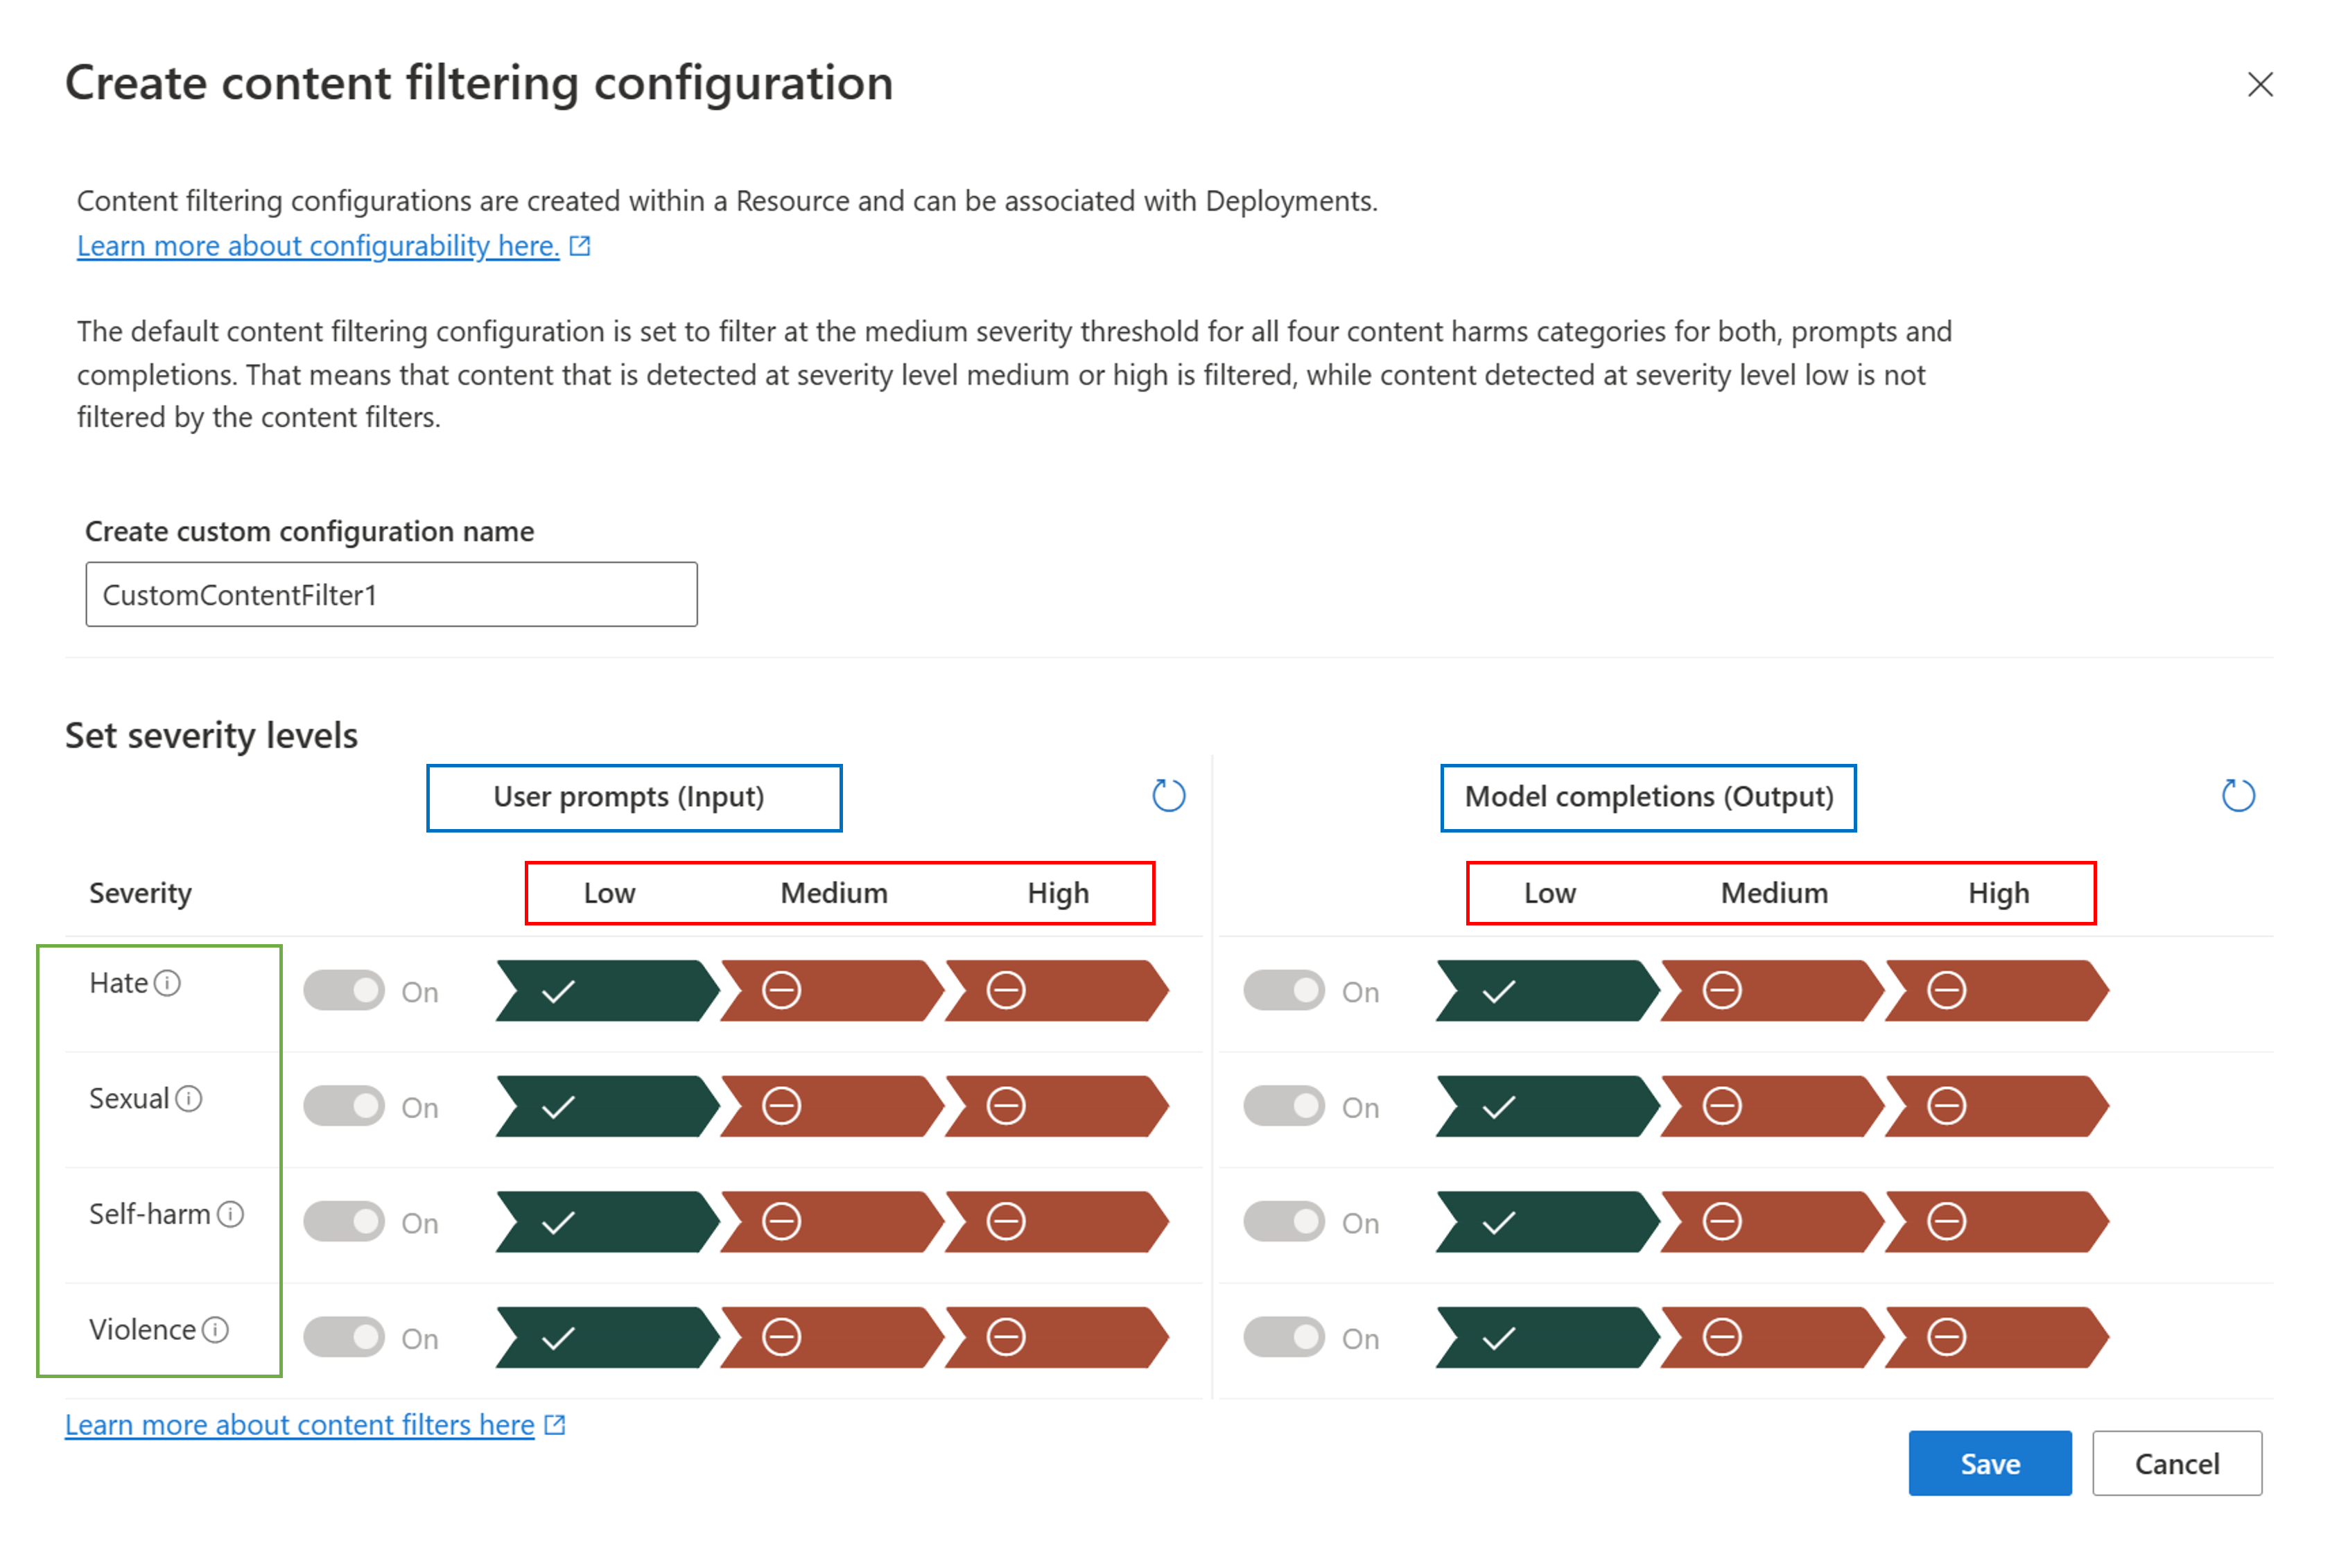 Create content filtering configuration
Content filtering configurations are created within a Resource and can be associated with Deployments.
Learn more about configurability here.
The default content filtering configuration is set to filter at the medium severity threshold for all four content harms categories for both, prompts and
completions. That means that content that is detected at severity level medium or high is filtered, while content detected at severity level low is not
filtered by the content filters.
Create custom configuration name
CustomContentFilter1
Set severity levels
User prompts (Input) Model completions (Output)
Severity Low Medium High Low Medium High
Hate On On
Sexual On On
Self-harm On On
Violence On On
Learn more about content filters here
Save Cancel